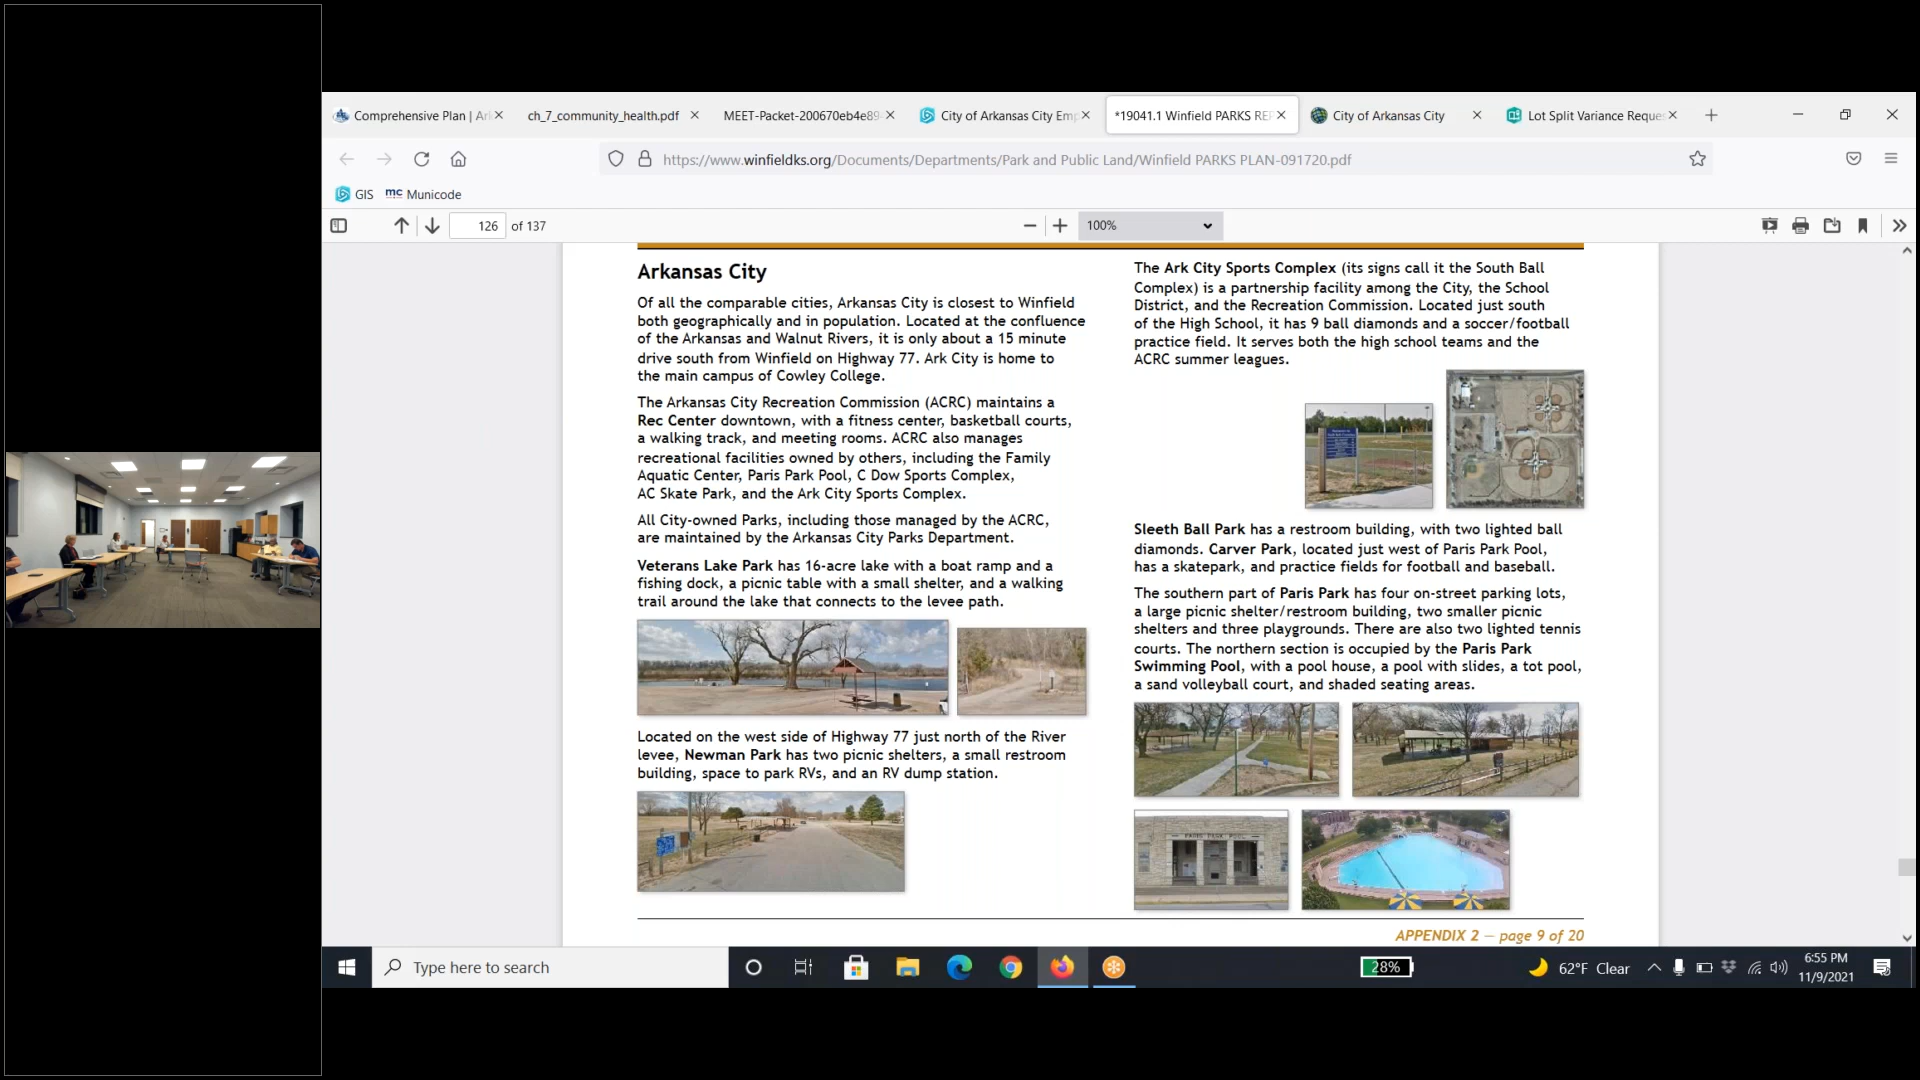 Comprehensive Plan | Ar
ch_7_community_health.pdf
MEET-Packet-200670eb4e89
City of Arkansas City Emp
*19041.1 Winfield PARKS REP
City of Arkansas City
Lot Split Variance Reques
https://www.winfieldks.org/Documents/Departments/Park and Public Land/Winfield PARKS PLAN-091720.pdf
GIS
mc Municode
126 of 137
100%
Arkansas City
Of all the comparable cities, Arkansas City is closest to Winfield
both geographically and in population. Located at the confluence
of the Arkansas and Walnut Rivers, it is only about a 15 minute
drive south from Winfield on Highway 77. Ark City is home to
the main campus of Cowley College.
The Arkansas City Recreation Commission (ACRC) maintains a
Rec Center downtown, with a fitness center, basketball courts,
a walking track, and meeting rooms. ACRC also manages
recreational facilities owned by others, including the Family
Aquatic Center, Paris Park Pool, C Dow Sports Complex,
AC Skate Park, and the Ark City Sports Complex.
All City-owned Parks, including those managed by the ACRC,
are maintained by the Arkansas City Parks Department.
Veterans Lake Park has 16-acre lake with a boat ramp and a
fishing dock, a picnic table with a small shelter, and a walking
trail around the lake that connects to the levee path.
Located on the west side of Highway 77 just north of the River
levee, Newman Park has two picnic shelters, a small restroom
building, space to park RVs, and an RV dump station.
The Ark City Sports Complex (its signs call it the South Ball
Complex) is a partnership facility among the City, the School
District, and the Recreation Commission. Located just south
of the High School, it has 9 ball diamonds and a soccer/football
practice field. It serves both the high school teams and the
ACRC summer leagues.
Sleeth Ball Park has a restroom building, with two lighted ball
diamonds. Carver Park, located just west of Paris Park Pool,
has a skatepark, and practice fields for football and baseball.
The southern part of Paris Park has four on-street parking lots,
a large picnic shelter/restroom building, two smaller picnic
shelters and three playgrounds. There are also two lighted tennis
courts. The northern section is occupied by the Paris Park
Swimming Pool, with a pool house, a pool with slides, a tot pool,
a sand volleyball court, and shaded seating areas.
PARIS PARK POOL
APPENDIX 2 — page 9 of 20
Type here to search
28%
62°F Clear
6:55 PM
11/9/2021